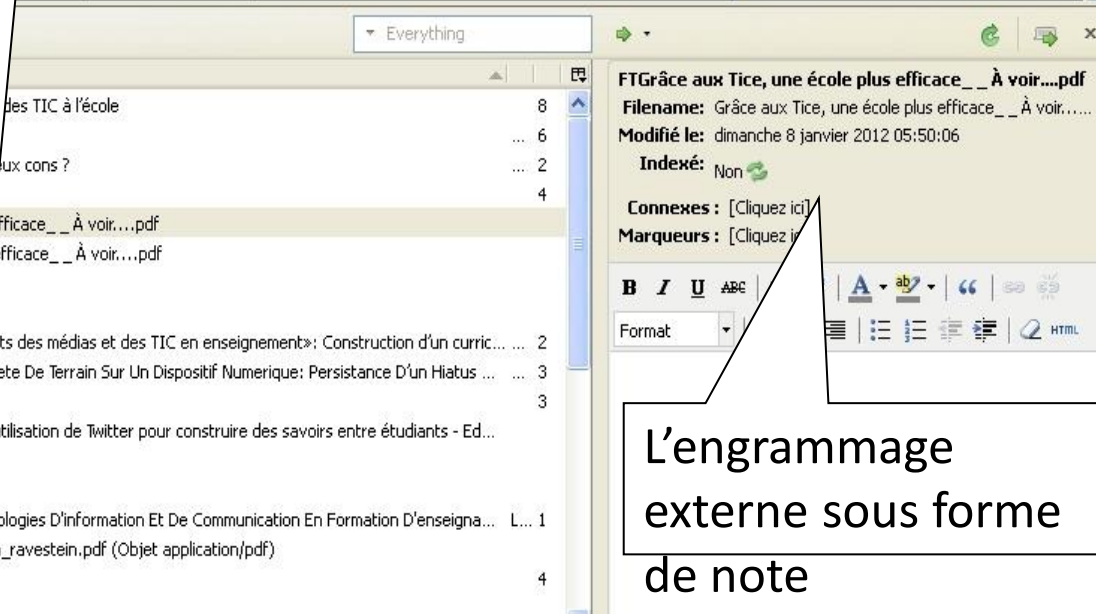 Everything
des TIC à l'école 8
... 6
eux cons ? ... 2
4
efficace_ _ À voir....pdf
efficace_ _ À voir....pdf
ts des médias et des TIC en enseignement»: Construction d'un curric... ... 2
ete De Terrain Sur Un Dispositif Numerique: Persistance D'un Hiatus ... ... 3
3
utilisation de Twitter pour construire des savoirs entre étudiants - Ed...
ologies D'information Et De Communication En Formation D'enseigna... L... 1
_ravestein.pdf (Objet application/pdf)
4
FTGrâce aux Tice, une école plus efficace_ _ À voir....pdf
Filename: Grâce aux Tice, une école plus efficace_ _ À voir......
Modifié le: dimanche 8 janvier 2012 05:50:06
Indexé: Non
Connexes : [Cliquez ici]
Marqueurs : [Cliquez
B I U ABC A ab
Format HTML
L'engrammage
externe sous forme
de note